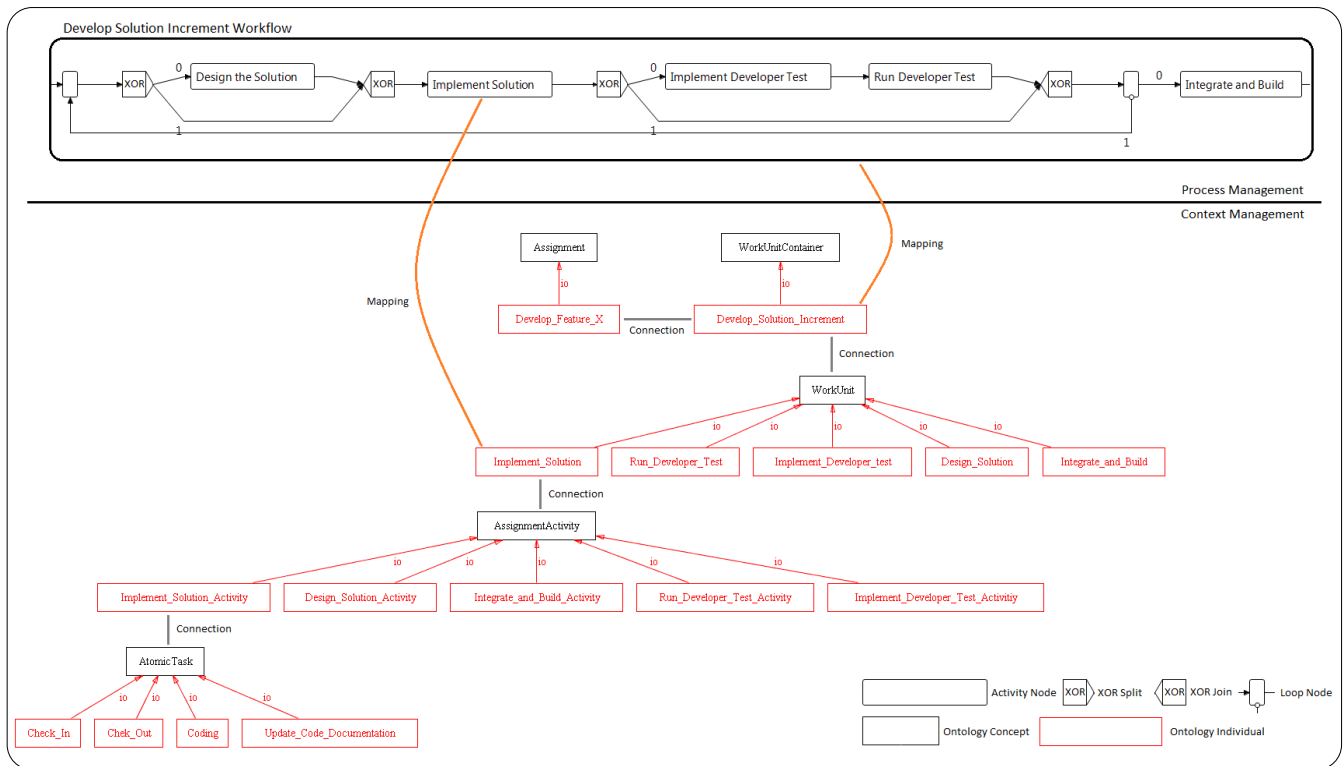 Develop Solution Increment Workflow
XOR
0
Design the Solution
1
XOR
Implement Solution
XOR
0
Implement Developer Test
Run Developer Test
1
XOR
0
1
Integrate and Build
Process Management
Context Management
Mapping
Mapping
Assignment
WorkUnitContainer
io
io
Develop_Feature_X
Connection
Develop_Solution_Increment
Connection
WorkUnit
io
io
io
io
io
Implement_Solution
Run_Developer_Test
Implement_Developer_test
Design_Solution
Integrate_and_Build
Connection
AssignmentActivity
io
io
io
io
io
Implement_Solution_Activity
Design_Solution_Activity
Integrate_and_Build_Activity
Run_Developer_Test_Activity
Implement_Developer_Test_Activitiy
Connection
AtomicTask
io
io
io
io
Check_In
Chek_Out
Coding
Update_Code_Documentation
Activity Node
XOR
XOR Split
XOR
XOR Join
Loop Node
Ontology Concept
Ontology Individual